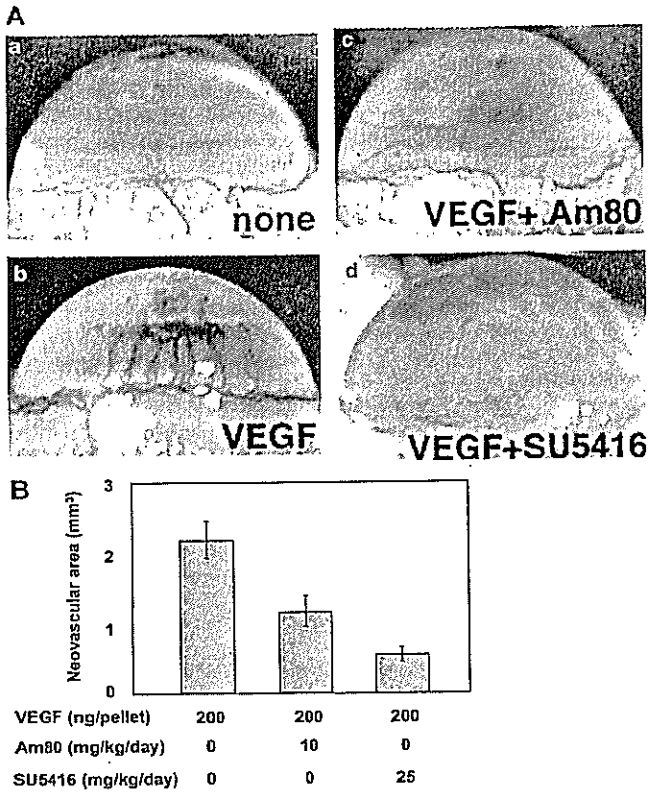 A
a
none
c
VEGF+ Am80
b
VEGF
d
VEGF+SU5416
B
Neovascular area (mm³)
3
2
1
0
VEGF (ng/pellet) 200 200 200
Am80 (mg/kg/day) 0 10 0
SU5416 (mg/kg/day) 0 0 25